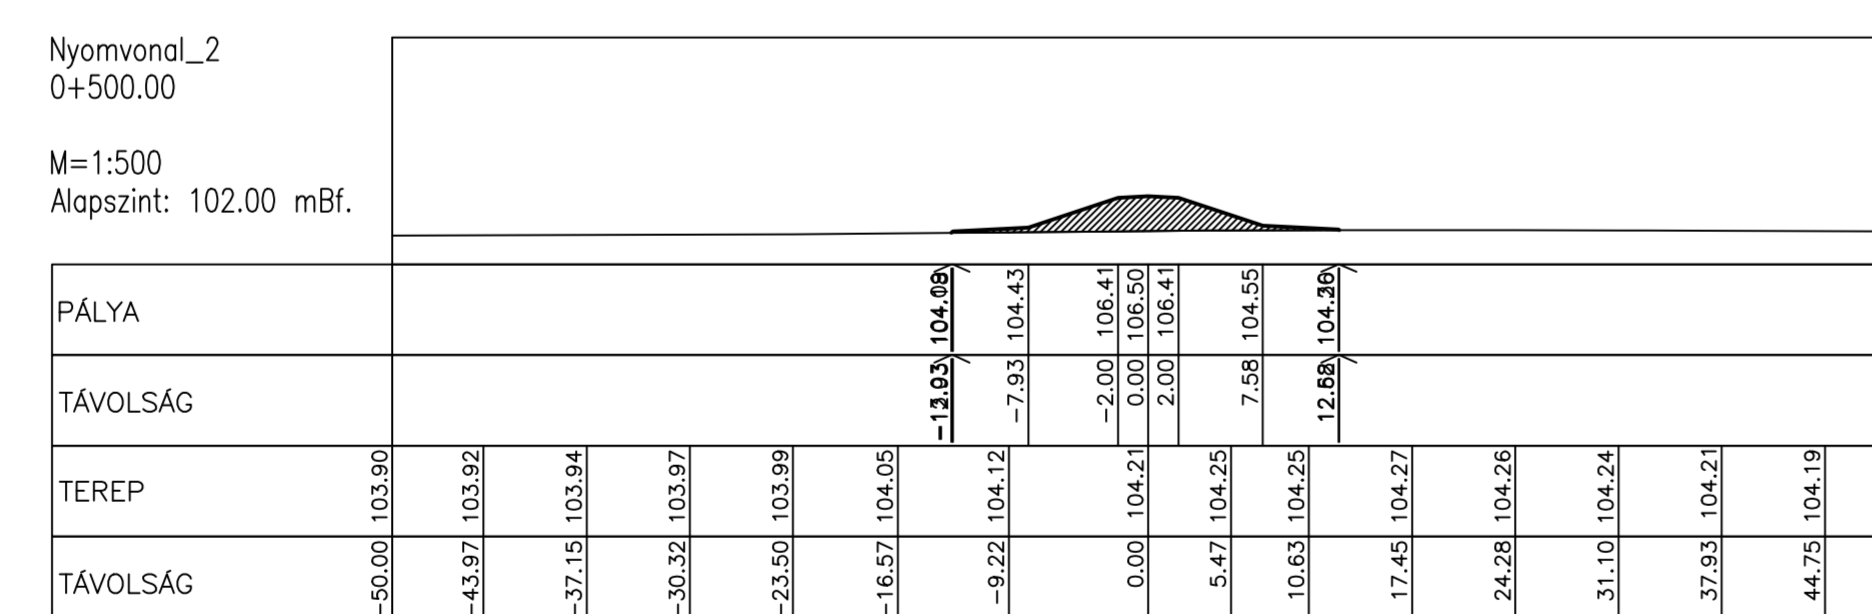 Nyomvonal_2
0+500.00
M=1:500
Alapszint: 102.00 mBf.
PÁLYA 104.43 106.41 106.50 106.41 104.55
TÁVOLSÁG -7.93 -2.00 0.00 2.00 7.58
TEREP 103.90 103.92 103.94 103.97 103.99 104.05 104.12 104.21 104.25 104.25 104.27 104.26 104.24 104.21 104.19
TÁVOLSÁG -50.00 -43.97 -37.15 -30.32 -23.50 -16.57 -9.22 0.00 5.47 10.63 17.45 24.28 31.10 37.93 44.75